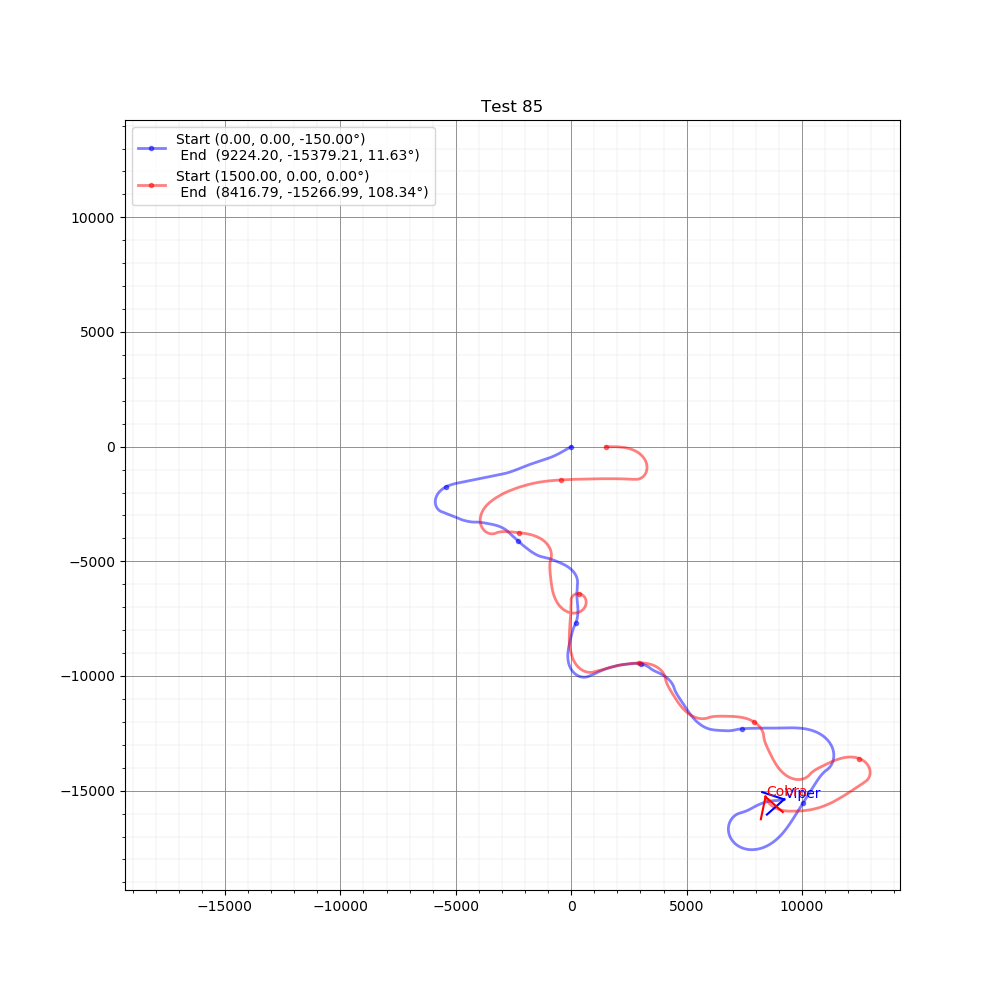 Test 85
Start (0.00, 0.00, -150.00°)
End (9224.20, -15379.21, 11.63°)
Start (1500.00, 0.00, 0.00°)
End (8416.79, -15266.99, 108.34°)
10000
5000
0
−5000
−10000
−15000
Cobra
Viper
−15000
−10000
−5000
0
5000
10000